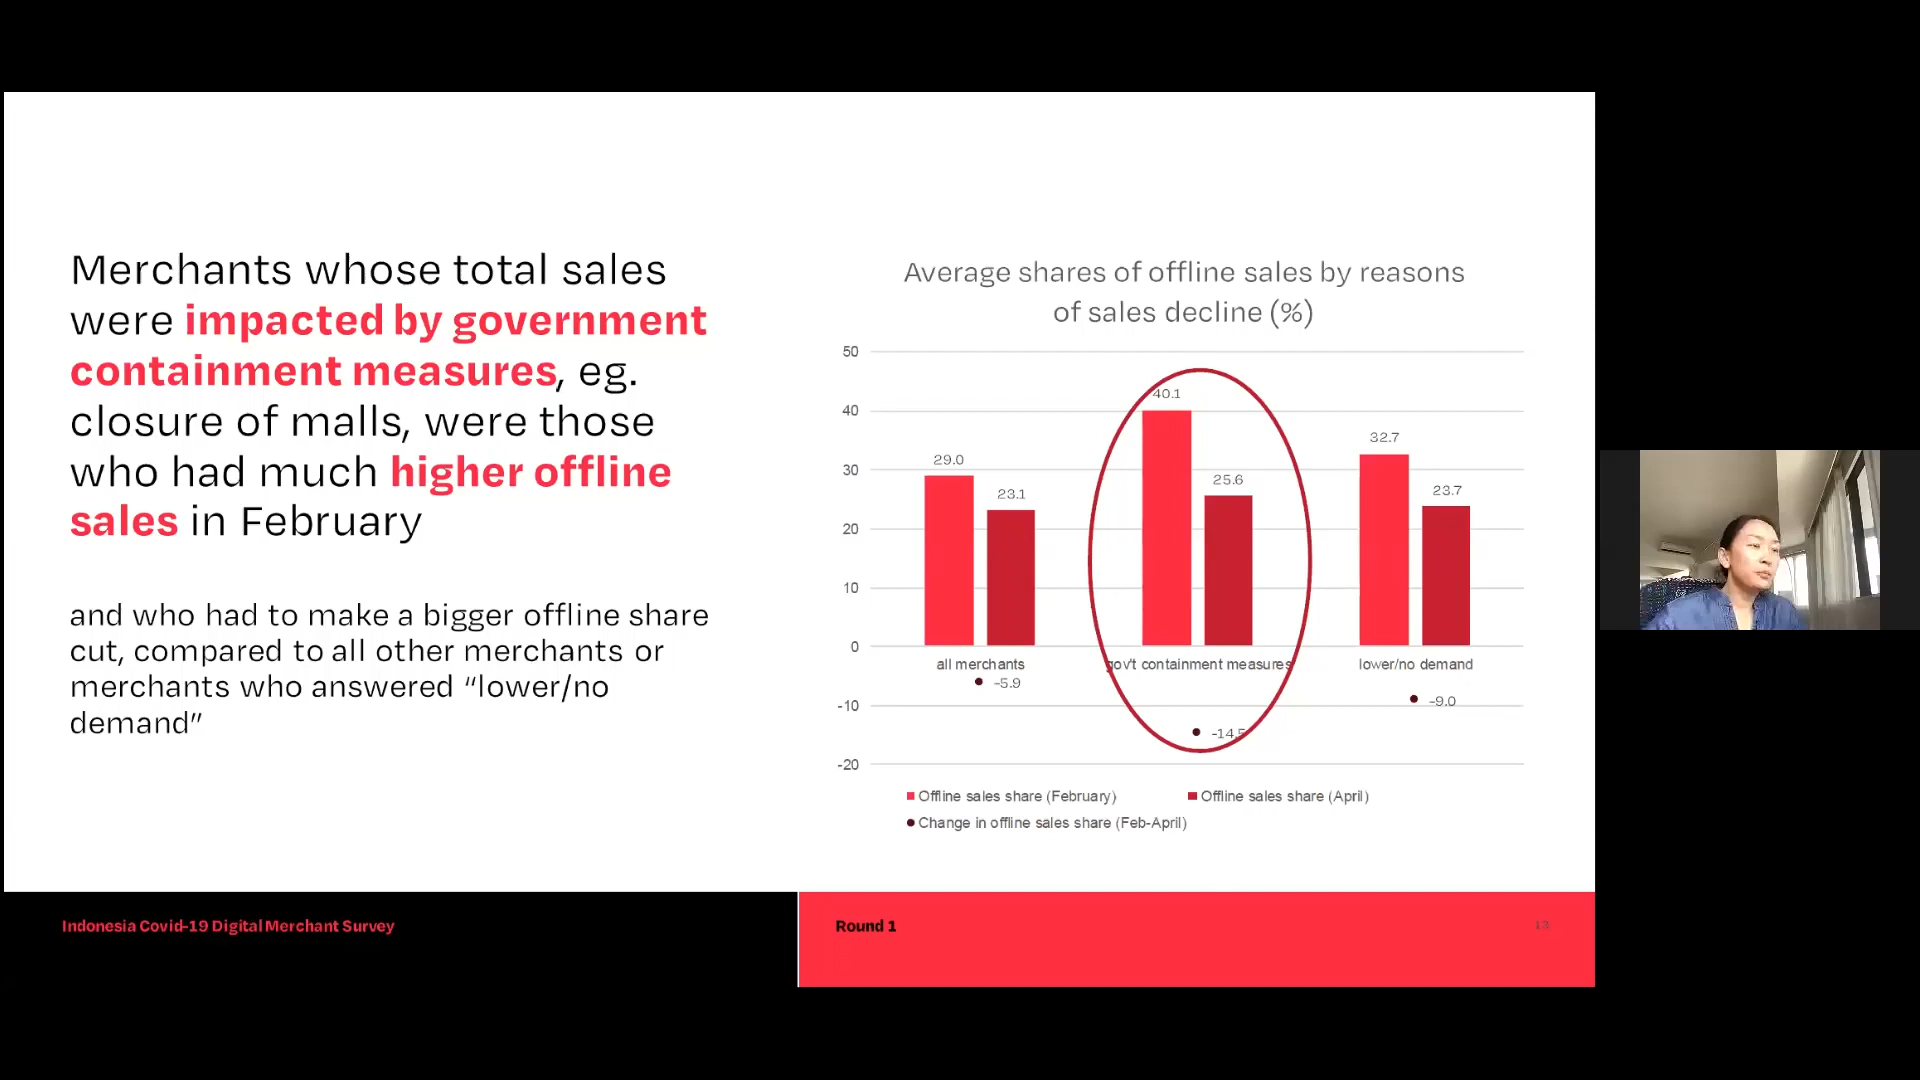 Merchants whose total sales
were impacted by government
containment measures, eg.
closure of malls, were those
who had much higher offline
sales in February
and who had to make a bigger offline share
cut, compared to all other merchants or
merchants who answered “lower/no
demand”
Average shares of offline sales by reasons
of sales decline (%)
50
40
30
20
10
0
-10
-20
29.0
23.1
40.1
25.6
32.7
23.7
all merchants
gov't containment measures
lower/no demand
-5.9
-14.5
-9.0
Offline sales share (February)
Offline sales share (April)
Change in offline sales share (Feb-April)
Indonesia Covid-19 Digital Merchant Survey
Round 1
13